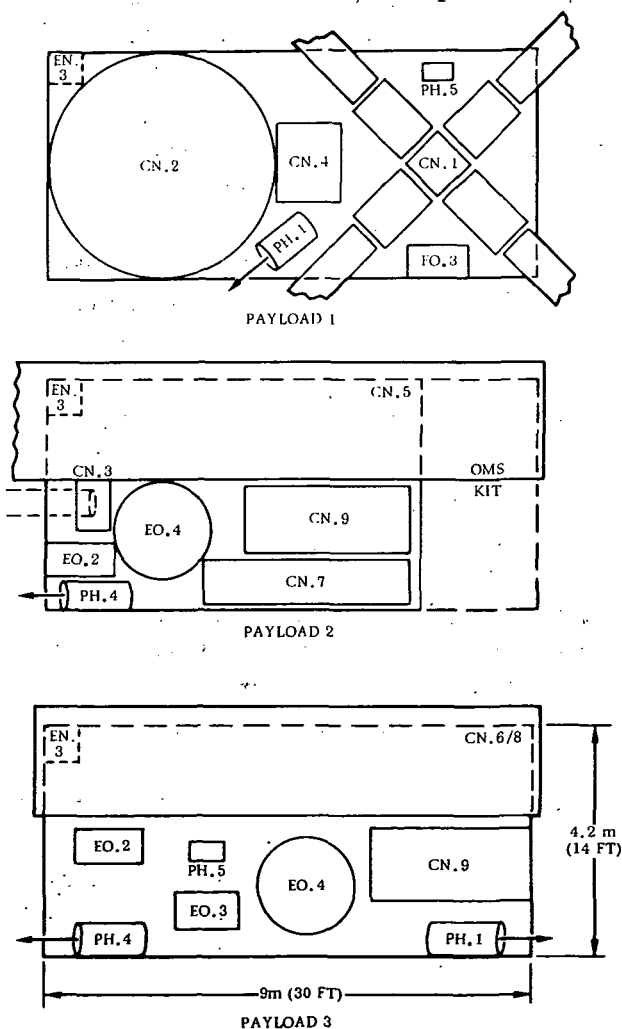 EN.
3
CN.2
CN.4
PH.1
PH.5
CN.1
FO.3
PAYLOAD 1
EN.
3
CN.5
CN.3
OMS
KIT
EO.4
CN.9
EO.2
CN.7
PH.4
PAYLOAD 2
EN.
3
CN.6/8
EO.2
PH.5
EO.3
EO.4
CN.9
4.2 m
(14 FT)
PH.4
PH.1
9m (30 FT)
PAYLOAD 3